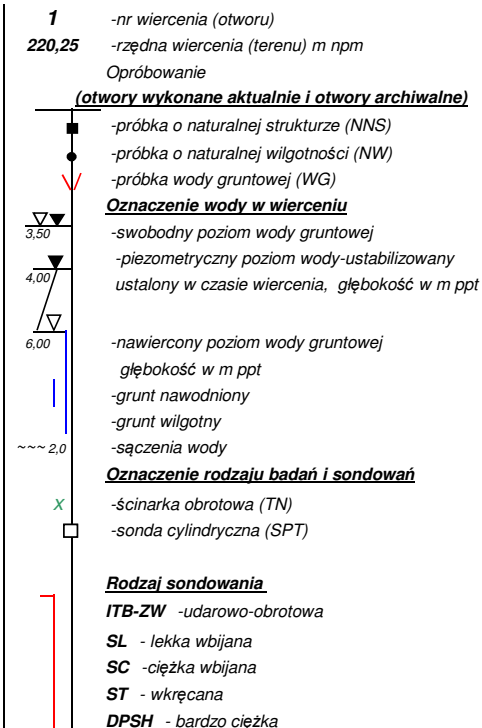 1 -nr wiercenia (otworu)
220,25 -rzędna wiercenia (terenu) m npm
Opróbowanie
(otwory wykonane aktualnie i otwory archiwalne)
-próbka o naturalnej strukturze (NNS)
-próbka o naturalnej wilgotności (NW)
-próbka wody gruntowej (WG)
Oznaczenie wody w wierceniu
3,50 -swobodny poziom wody gruntowej
-piezometryczny poziom wody-ustabilizowany
4,00 ustalony w czasie wiercenia, głębokość w m ppt
6,00 -nawiercony poziom wody gruntowej
głębokość w m ppt
-grunt nawodniony
-grunt wilgotny
~~~ 2,0 -sączenia wody
Oznaczenie rodzaju badań i sondowań
x -ścinarka obrotowa (TN)
-sonda cylindryczna (SPT)
Rodzaj sondowania
ITB-ZW -udarowo-obrotowa
SL - lekka wbijana
SC -ciężka wbijana
ST - wkręcana
DPSH - bardzo ciężka